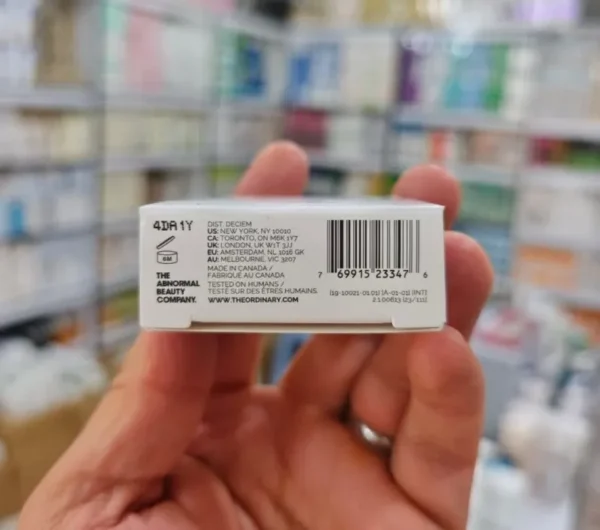 4DA 1Y
THE
ABNORMAL
BEAUTY
COMPANY.
DIST. DECIEM
US: NEW YORK, NY 10010
CA: TORONTO, ON M6K 1Y7
UK: LONDON, UK W1T 3JJ
EU: AMSTERDAM, NL 1016 GK
AU: MELBOURNE, VIC 3207
MADE IN CANADA /
FABRIQUÉ AU CANADA
TESTED ON HUMANS /
TESTÉ SUR DES ÊTRES HUMAINS.
WWW.THEORDINARY.COM
7 69915 23347 6